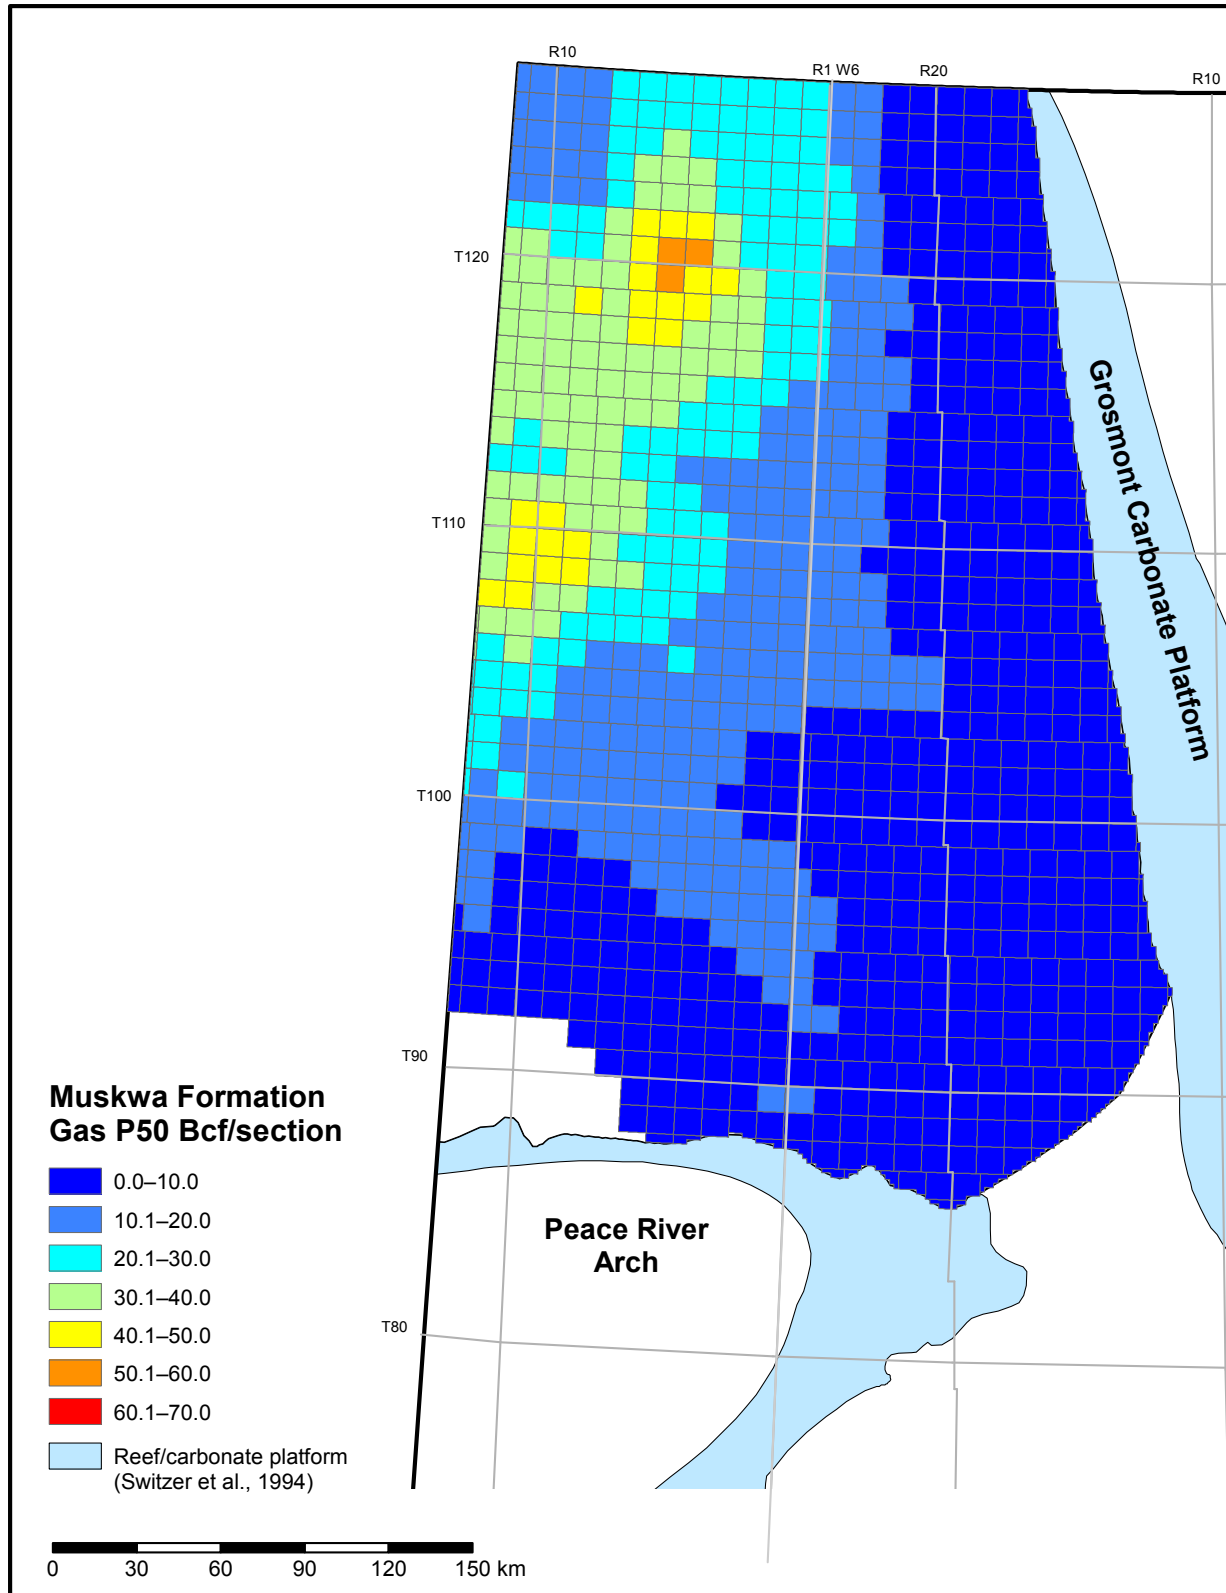 R10
R1 W6
R20
R10
T120
Grosmont Carbonate Platform
T110
T100
T90
Muskwa Formation
Gas P50 Bcf/section
0.0–10.0
10.1–20.0
20.1–30.0
30.1–40.0
40.1–50.0
50.1–60.0
60.1–70.0
Reef/carbonate platform
(Switzer et al., 1994)
Peace River
Arch
T80
0 30 60 90 120 150 km